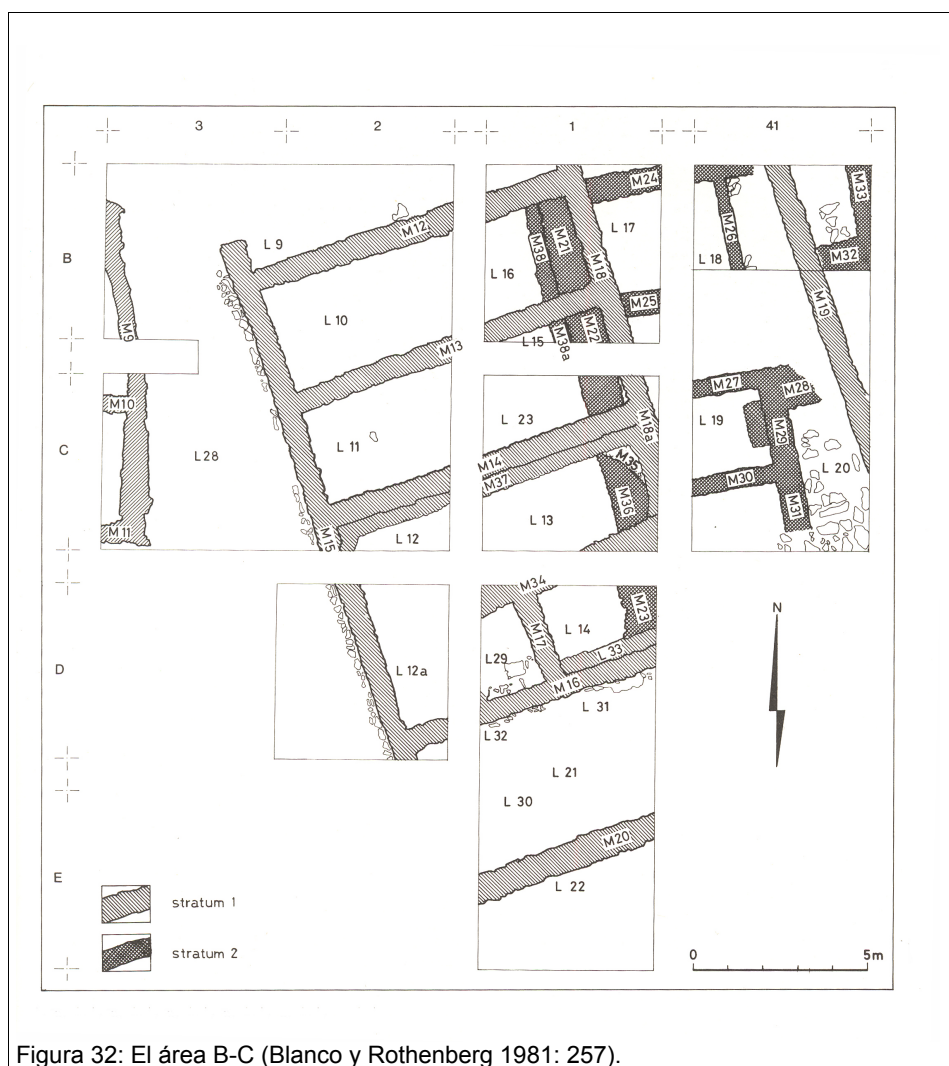 3 2 1 41
B
C
D
E
M24
M33
L 9
M12
M38
M21
L 17
M26
L 16
M18
L 18
M32
M19
L 10
M25
M9
M13
L15
M38a
M22
M27
M28
M10
L 23
M18a
L 19
M29
L28
L 11
M14
M35
M37
L 20
M30
M36
M31
M11
M15
L 12
L 13
M34
N
M23
M17
L 14
L29
L 33
L 12a
M16
L 31
L 32
L 21
L 30
M20
L 22
stratum 1
stratum 2
0 5m
Figura 32: El área B-C (Blanco y Rothenberg 1981: 257).